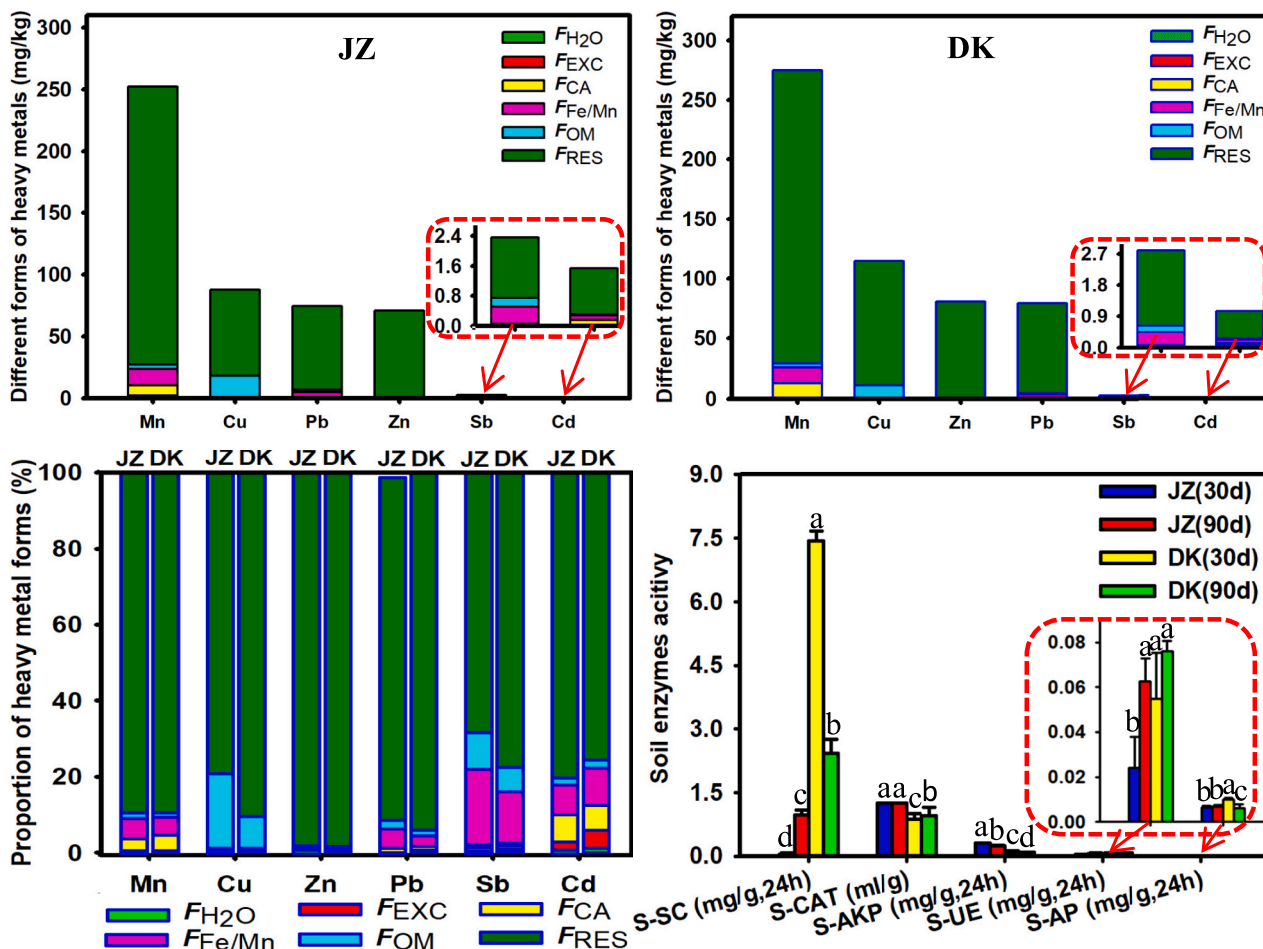 Different forms of heavy metals (mg/kg)
300
250
200
150
100
50
0
JZ
FH2O
FEXC
FCA
FFe/Mn
FOM
FRES
2.4
1.6
0.8
0.0
Mn Cu Pb Zn Sb Cd
Different forms of heavy metals (mg/kg)
300
250
200
150
100
50
0
DK
FH2O
FEXC
FCA
FFe/Mn
FOM
FRES
2.7
1.8
0.9
0.0
Mn Cu Zn Pb Sb Cd
Proportion of heavy metal forms (%)
100
80
60
40
20
0
JZ DK JZ DK JZ DK JZ DK JZ DK JZ DK
Mn Cu Zn Pb Sb Cd
FH2O FEXC FCA
FFe/Mn FOM FRES
Soil enzymes acitivy
9.0
7.5
6.0
4.5
3.0
1.5
0.0
JZ(30d)
JZ(90d)
DK(30d)
DK(90d)
d c a b
a a c b
a b c d
0.08
0.06
0.04
0.02
0.00
b a a a
b b a c
S-SC (mg/g,24h)
S-CAT (ml/g)
S-AKP (mg/g,24h)
S-UE (mg/g,24h)
S-AP (mg/g,24h)